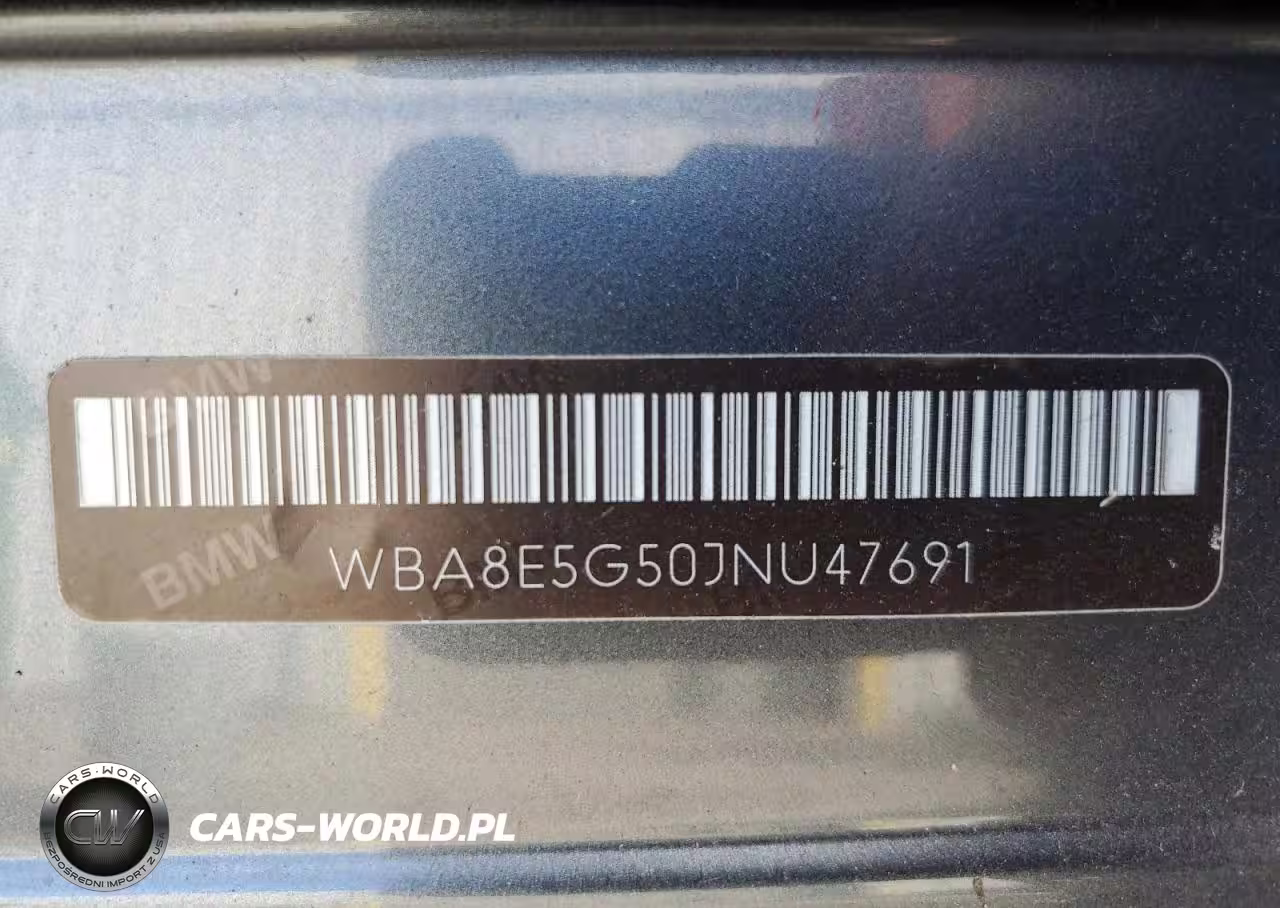 BMW
BMW
WBA8E5G50JNU47691
CARS-WORLD
CW
BEZPOŚREDNI IMPORT Z USA
CARS-WORLD.PL